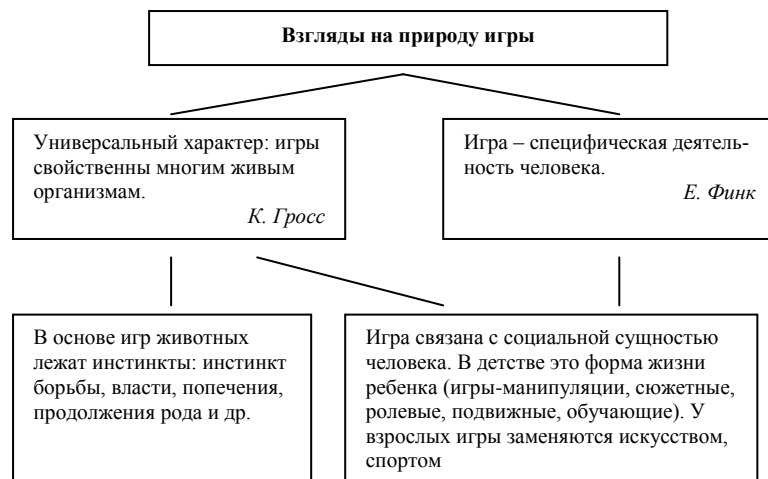 Взгляды на природу игры
Универсальный характер: игры
свойственны многим живым
организмам.
К. Гросс
Игра – специфическая деятель-
ность человека.
Е. Финк
В основе игр животных
лежат инстинкты: инстинкт
борьбы, власти, попечения,
продолжения рода и др.
Игра связана с социальной сущностью
человека. В детстве это форма жизни
ребенка (игры-манипуляции, сюжетные,
ролевые, подвижные, обучающие). У
взрослых игры заменяются искусством,
спортом